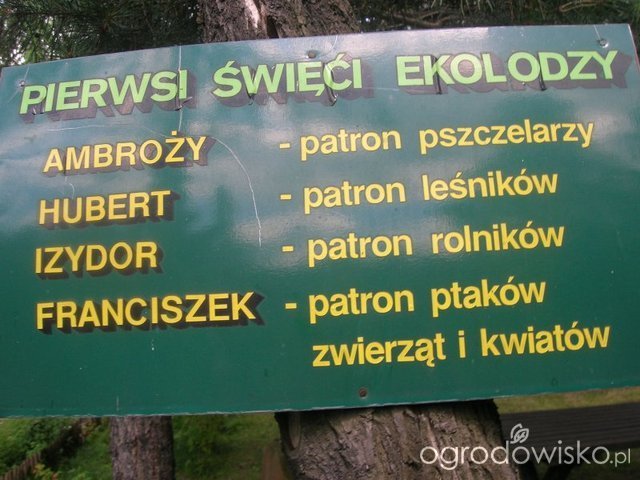 PIERWSI ŚWIĘCI EKOLODZY
AMBROŻY - patron pszczelarzy
HUBERT - patron leśników
IZYDOR - patron rolników
FRANCISZEK - patron ptaków
zwierząt i kwiatów
ogrodowisko.pl